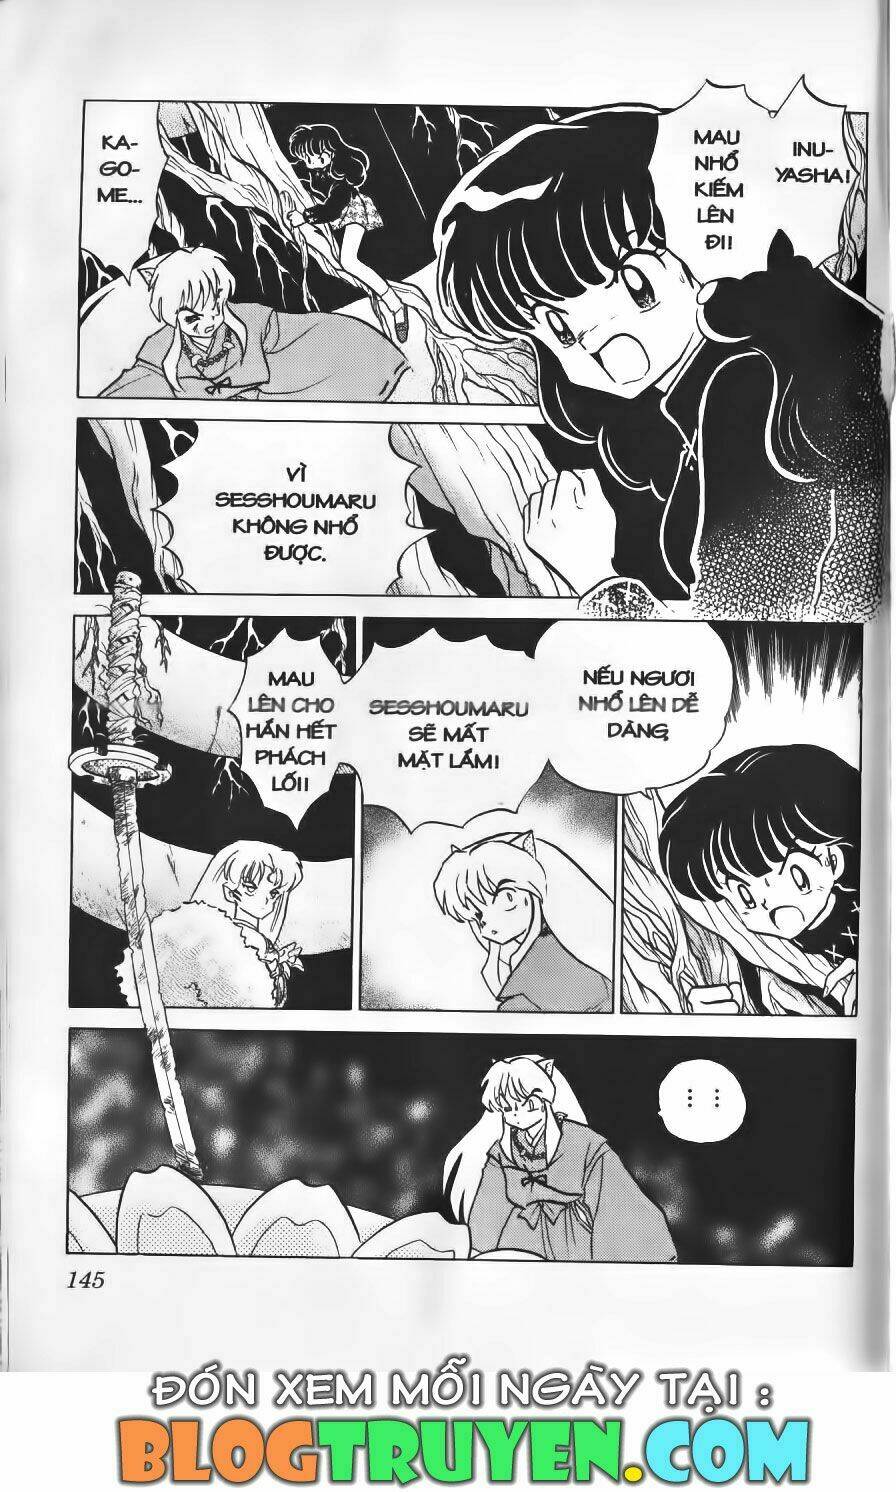 INU-
YASHA!
MAU
NHỔ
KIẾM
LÊN
ĐI!
KA-
GO-
ME...
VÌ
SESSHOUMARU
KHÔNG NHỔ
ĐƯỢC.
NẾU NGƯƠI
NHỔ LÊN DỄ
DÀNG,
SESSHOUMARU
SẼ MẤT
MẶT LẮM!
MAU
LÊN CHO
HẮN HẾT
PHÁCH
LỐI!
... ...
145
ĐÓN XEM MỖI NGÀY TẠI :
BLOGTRUYEN.COM